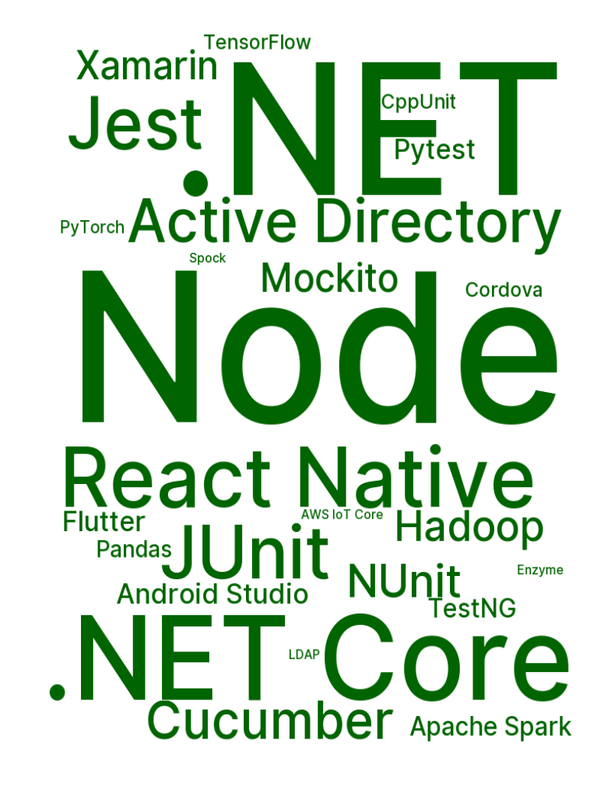 TensorFlow
Xamarin
.NET
Jest
CppUnit
Pytest
Active Directory
PyTorch
Spock
Mockito
Cordova
Node
React Native
Flutter
AWS IoT Core
Hadoop
JUnit
Pandas
Enzyme
NUnit
Android Studio
TestNG
.NET Core
LDAP
Cucumber
Apache Spark